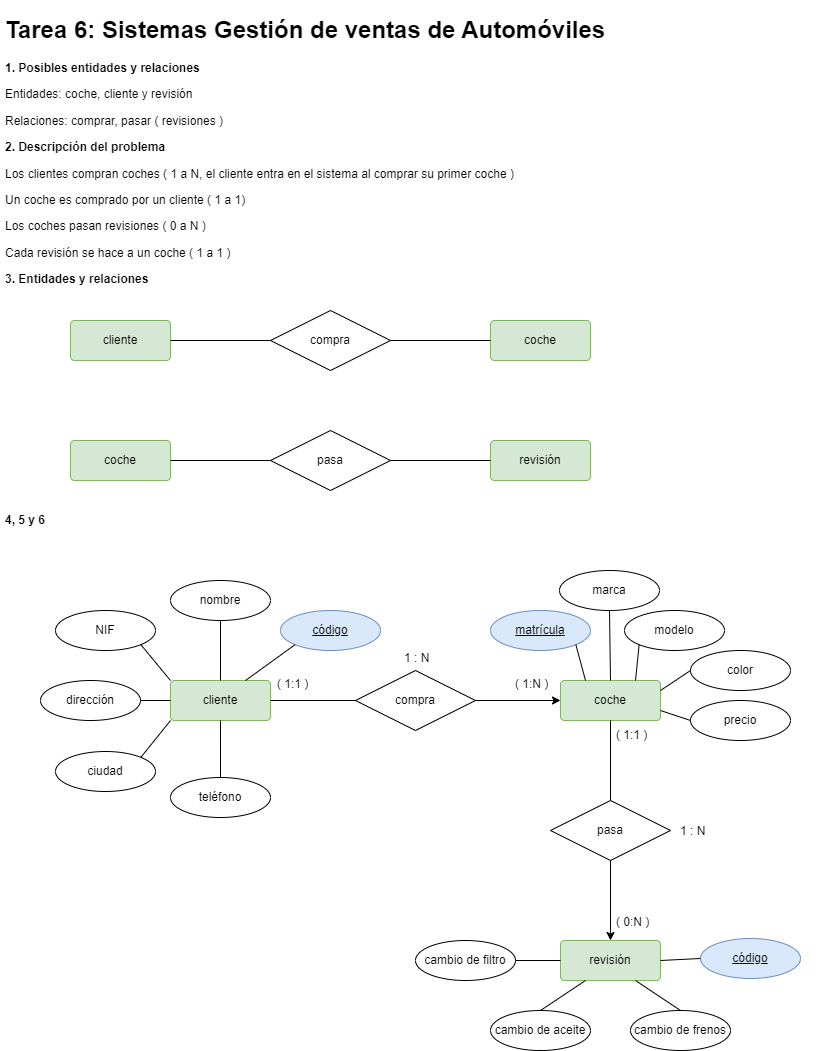 Tarea 6: Sistemas Gestión de ventas de Automóviles
1. Posibles entidades y relaciones
Entidades: coche, cliente y revisión
Relaciones: comprar, pasar ( revisiones )
2. Descripción del problema
Los clientes compran coches ( 1 a N, el cliente entra en el sistema al comprar su primer coche )
Un coche es comprado por un cliente ( 1 a 1)
Los coches pasan revisiones ( 0 a N )
Cada revisión se hace a un coche ( 1 a 1 )
3. Entidades y relaciones
cliente
compra
coche
coche
pasa
revisión
4, 5 y 6
nombre
NIF
código
dirección
cliente
( 1:1 )
ciudad
teléfono
1 : N
compra
( 1:N )
marca
matrícula
modelo
color
coche
precio
( 1:1 )
pasa
1 : N
( 0:N )
cambio de filtro
revisión
código
cambio de aceite
cambio de frenos